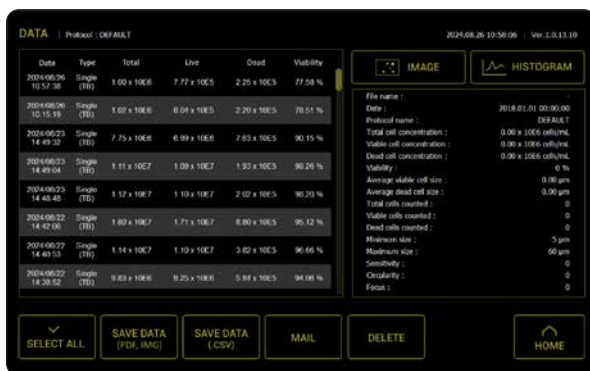 DATA | Protocol : DEFAULT 2024.08.26 10:58:06 | Ver.1.0.13.10
Date Type Total Live Dead Viability
2024/08/26 10:57:38 Single (TB) 1.00 x 10E6 7.77 x 10E5 2.25 x 10E5 77.58 %
2024/08/26 10:15:19 Single (TB) 1.02 x 10E6 8.04 x 10E5 2.20 x 10E5 78.51 %
2024/08/23 14:49:32 Single (TB) 7.75 x 10E6 6.99 x 10E6 7.63 x 10E5 90.15 %
2024/08/23 14:49:04 Single (TB) 1.11 x 10E7 1.09 x 10E7 1.93 x 10E5 98.26 %
2024/08/23 14:48:48 Single (TB) 1.12 x 10E7 1.10 x 10E7 2.02 x 10E5 98.20 %
2024/08/22 14:42:06 Single (TB) 1.80 x 10E7 1.71 x 10E7 8.80 x 10E5 95.12 %
2024/08/22 14:40:53 Single (TB) 1.14 x 10E7 1.10 x 10E7 3.82 x 10E5 96.66 %
2024/08/22 14:38:52 Single (TB) 9.83 x 10E6 9.25 x 10E6 5.84 x 10E5 94.06 %
IMAGE
HISTOGRAM
File name : -
Date : 2018.01.01 00:00:00
Protocol name : DEFAULT
Total cell concentration : 0.00 x 10E6 cells/mL
Viable cell concentration : 0.00 x 10E6 cells/mL
Dead cell concentration : 0.00 x 10E6 cells/mL
Viability : 0 %
Average viable cell size : 0.00 μm
Average dead cell size : 0.00 μm
Total cells counted : 0
Viable cells counted : 0
Dead cells counted : 0
Minimum size : 5 μm
Maximum size : 60 μm
Sensitivity : 0
Circularity : 0
Focus : 0
SELECT ALL
SAVE DATA
(PDF, IMG)
SAVE DATA
(.CSV)
MAIL
DELETE
HOME